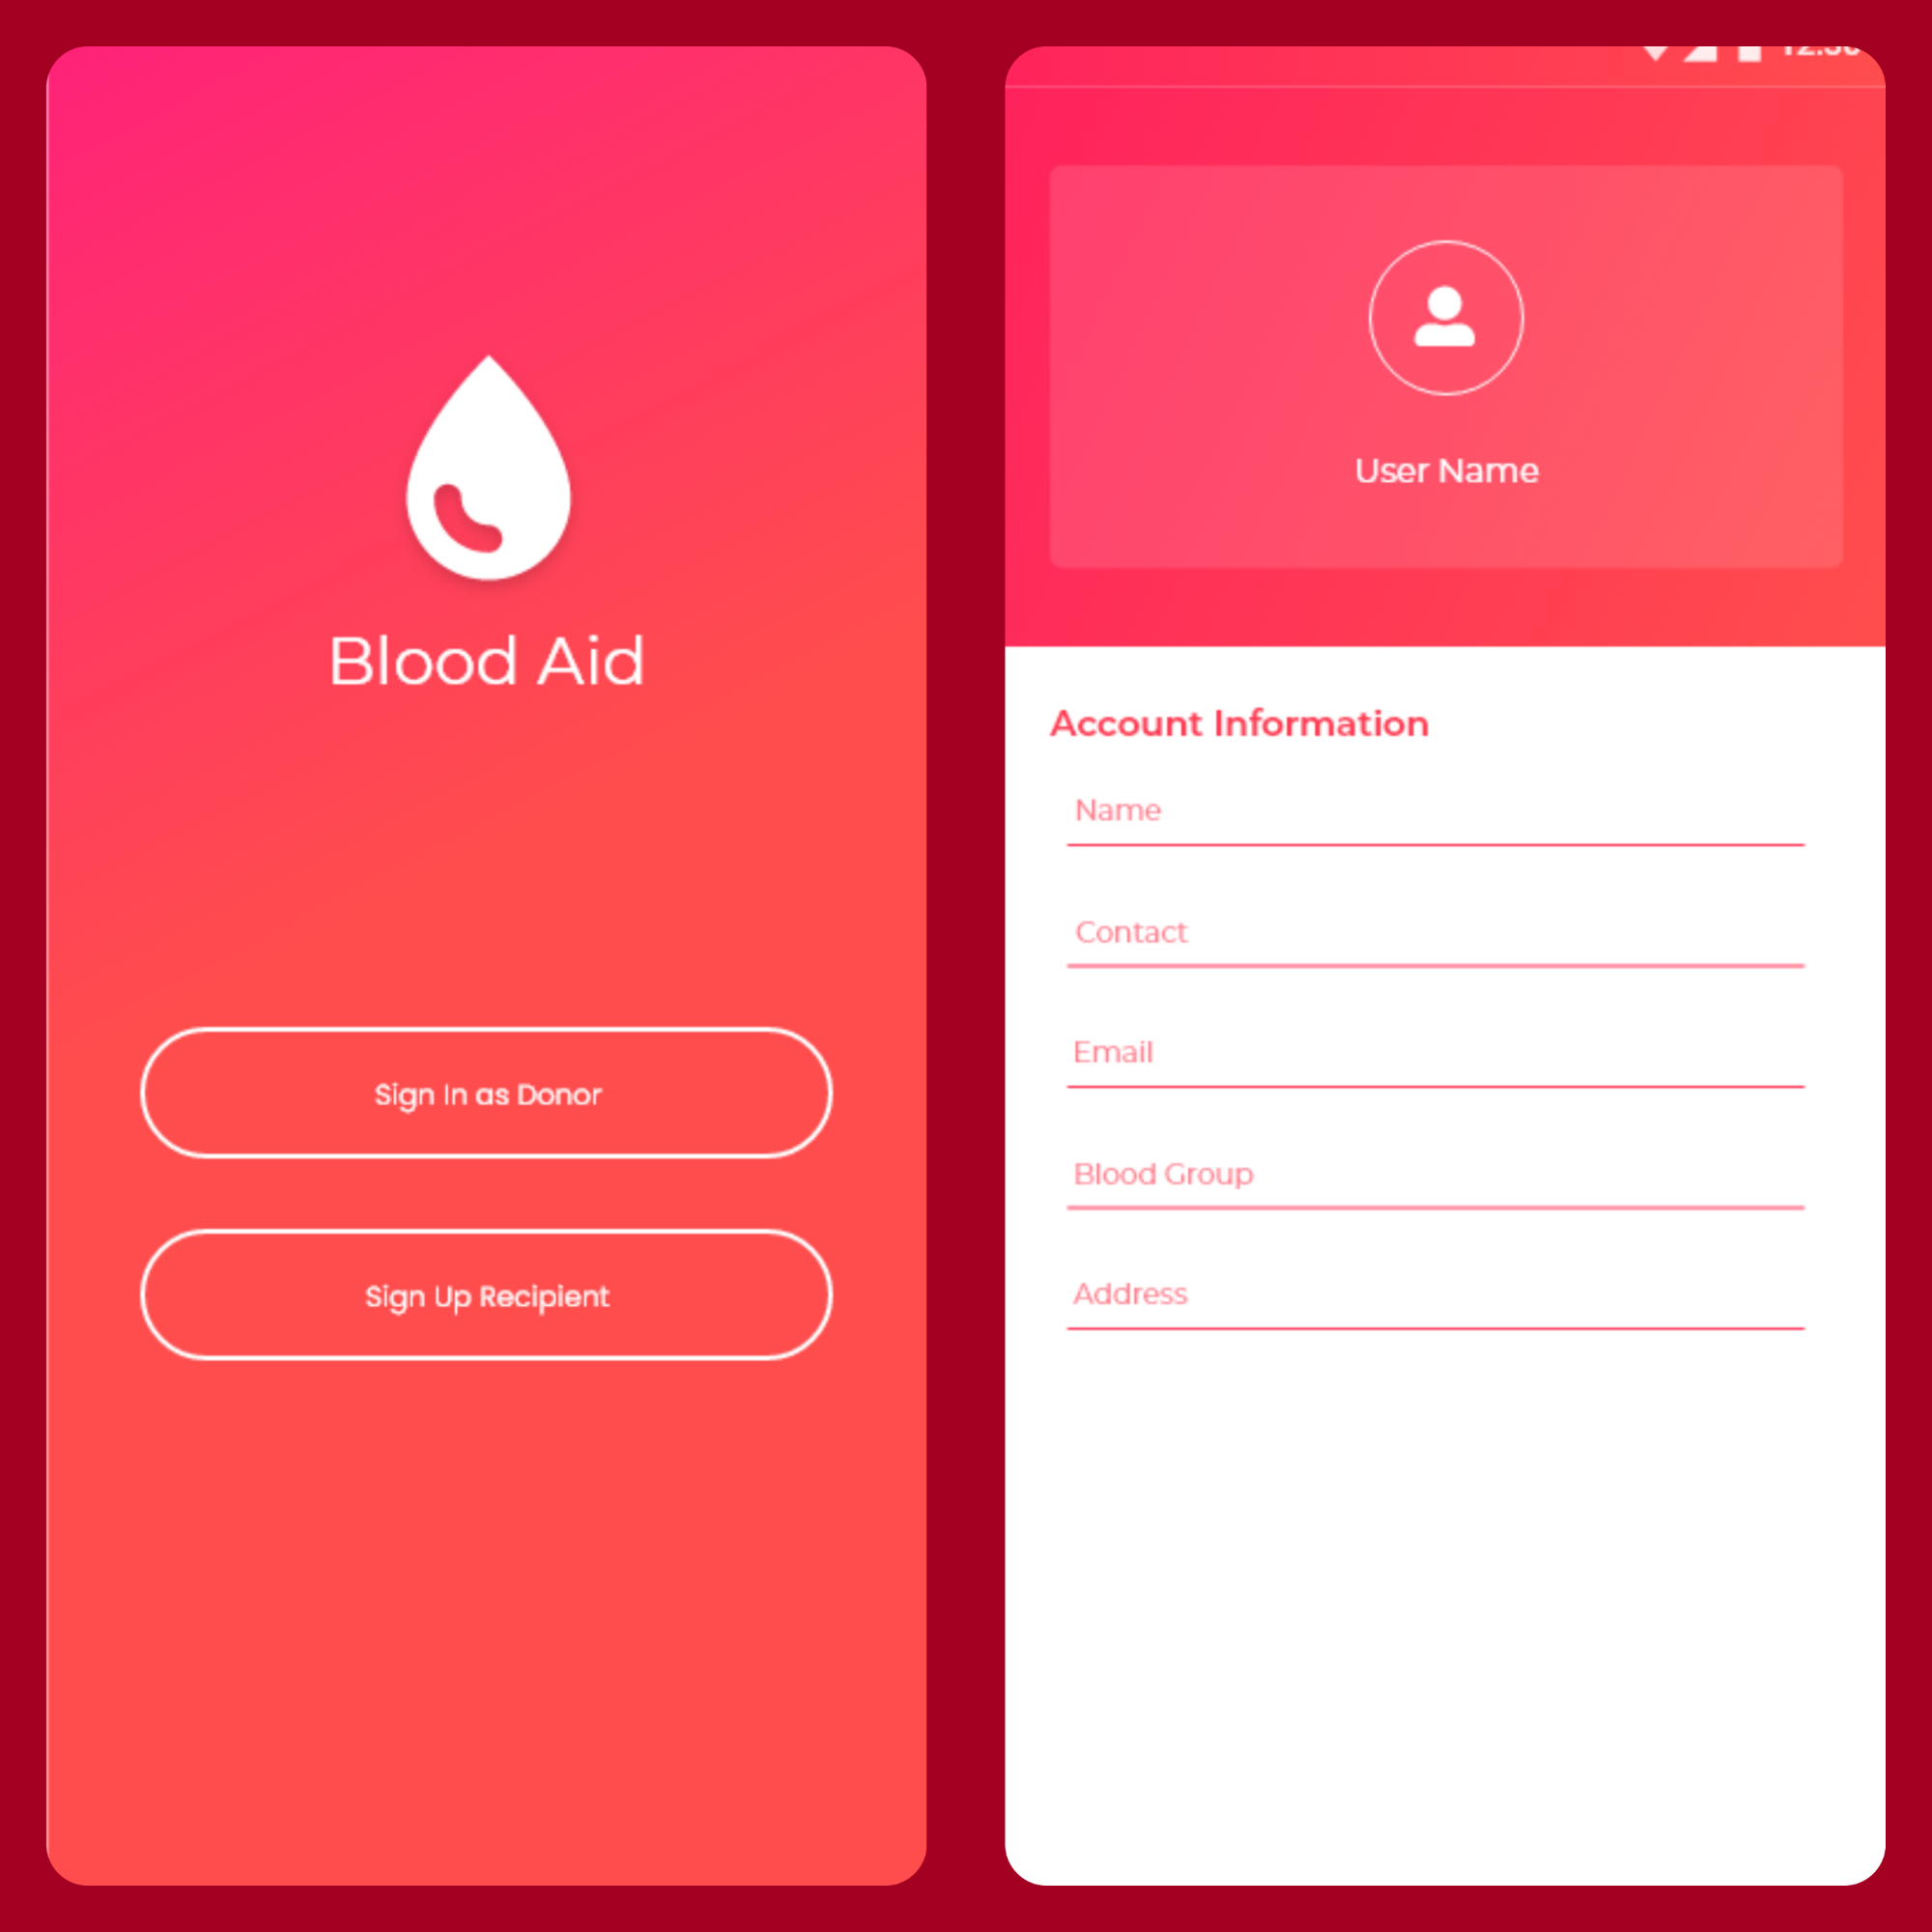 Blood Aid
Sign In as Donor
Sign Up Recipient
User Name
Account Information
Name
Contact
Email
Blood Group
Address